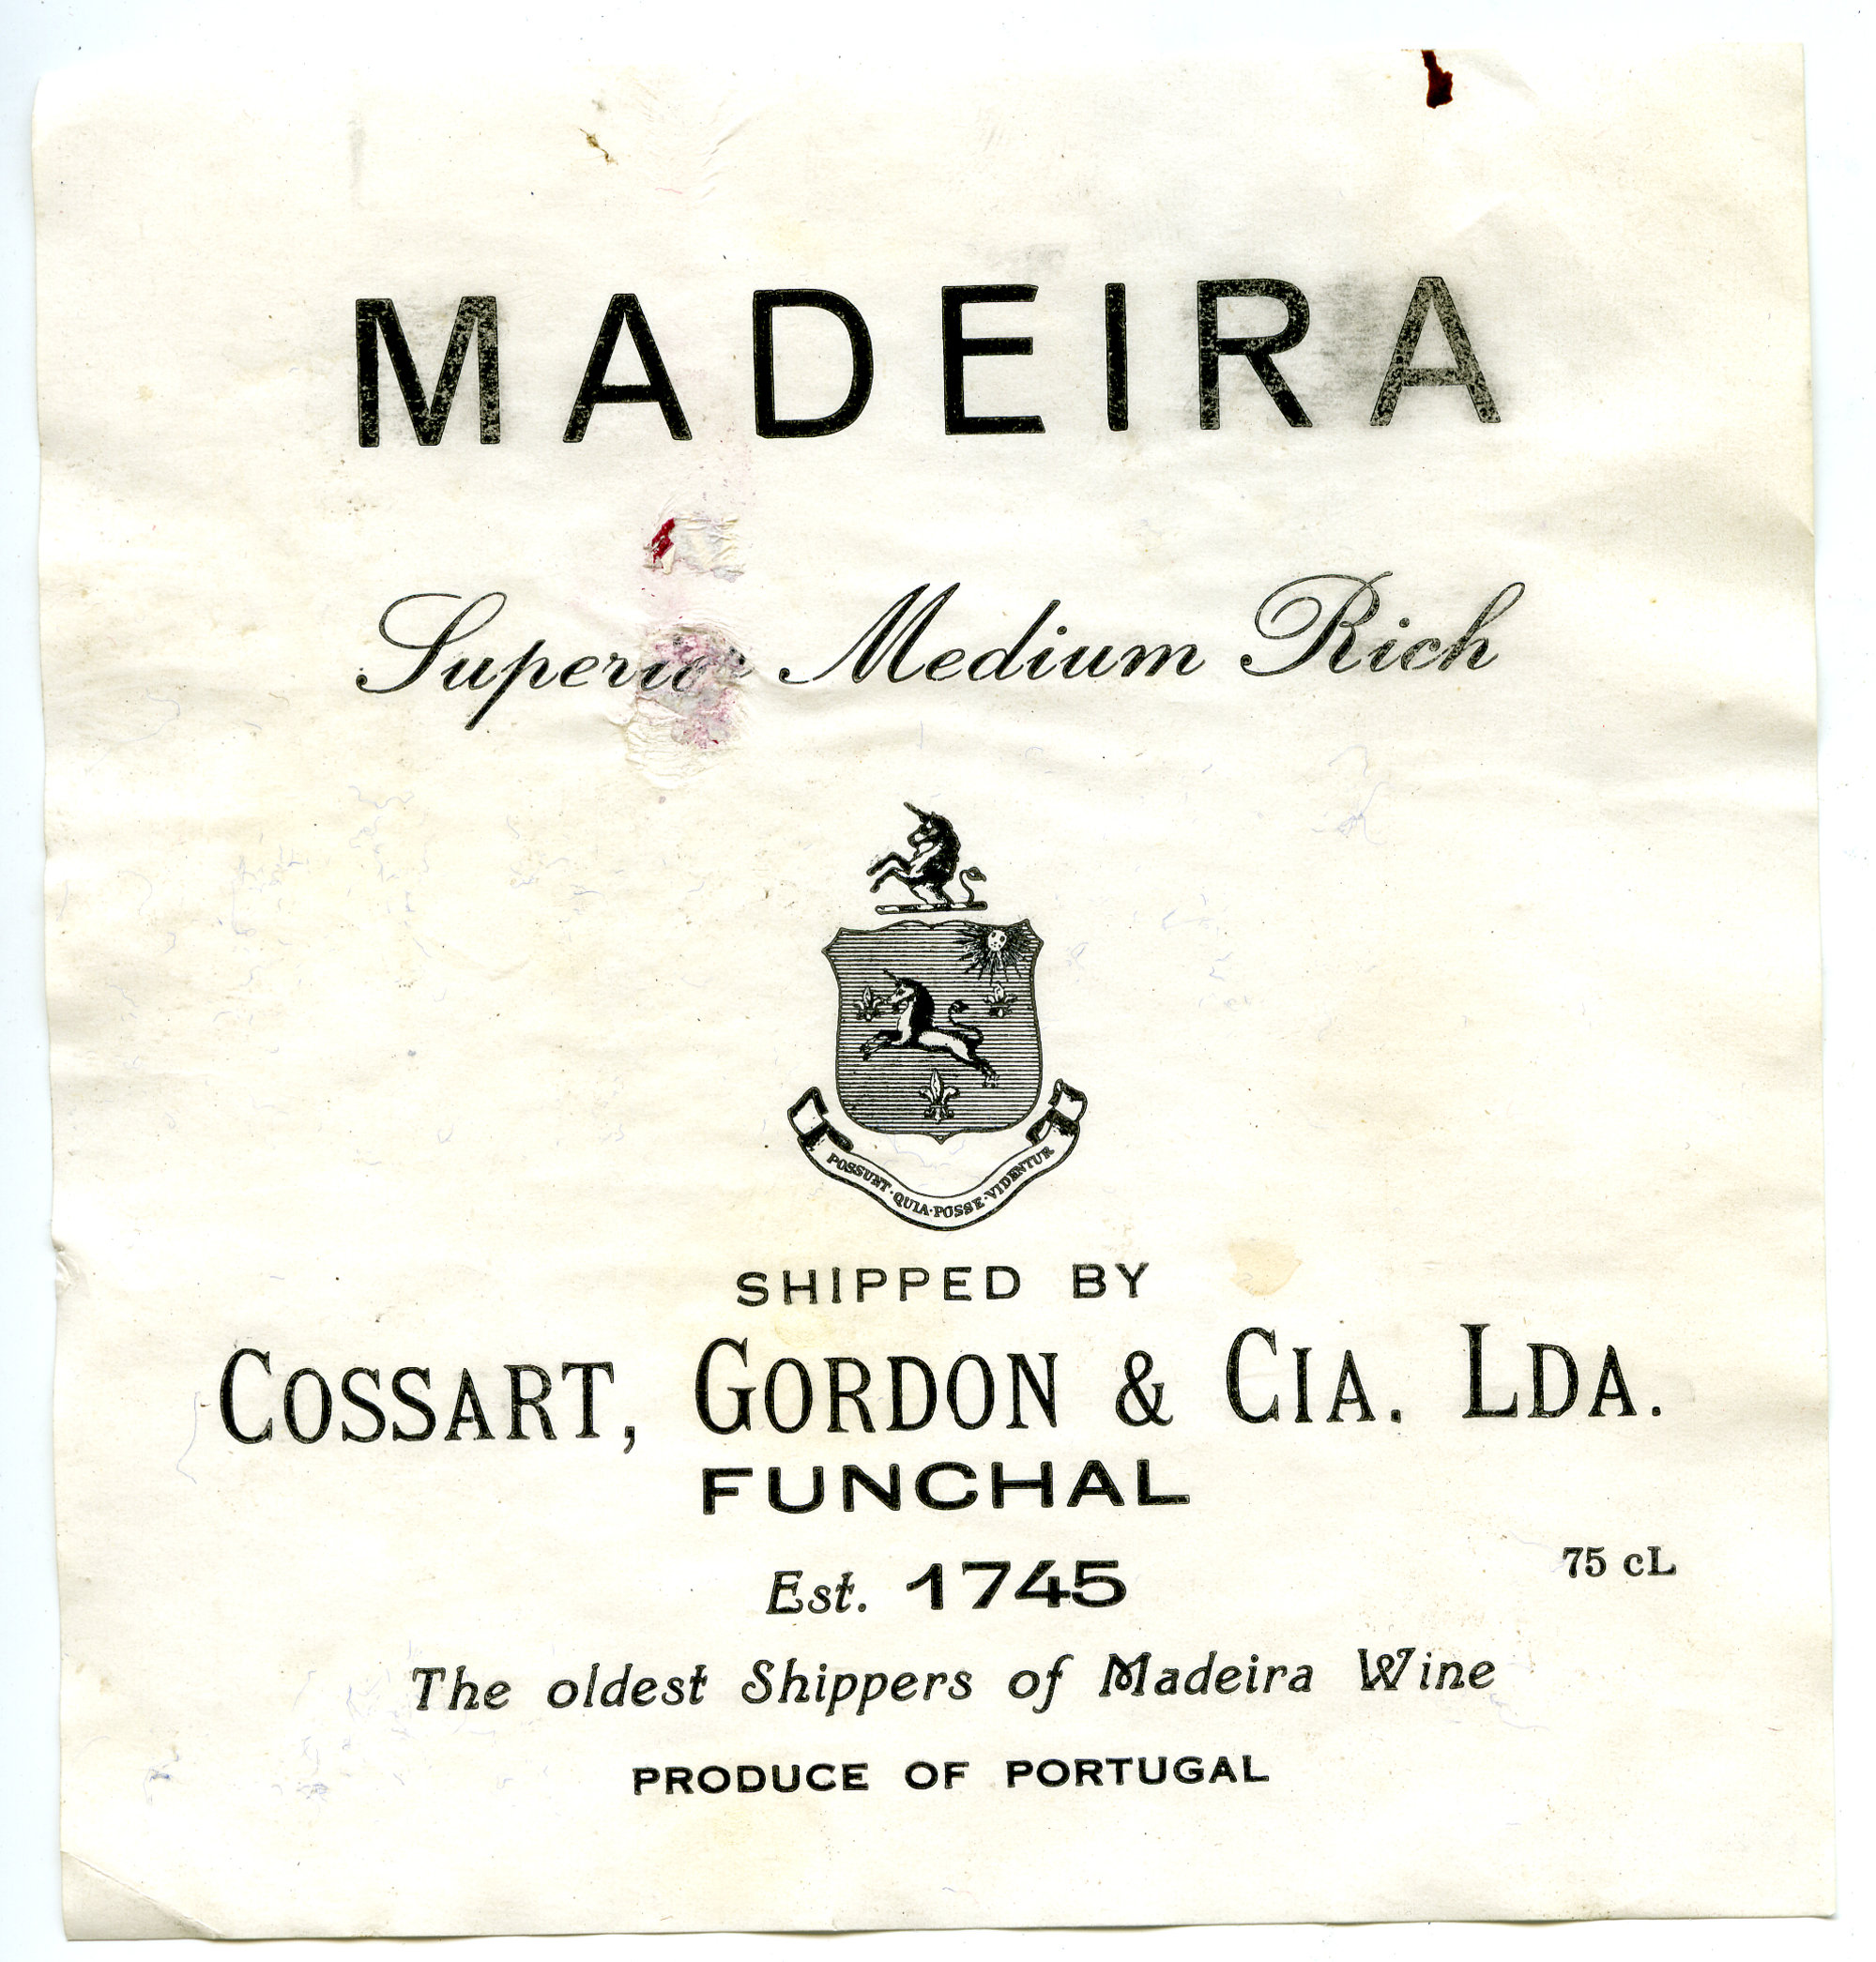 MADEIRA
Superior Medium Rich
POSSUNT·QUIA·POSSE·VIDENTUR
SHIPPED BY
COSSART, GORDON & CIA. LDA.
FUNCHAL
75 cL
Est. 1745
The oldest Shippers of Madeira Wine
PRODUCE OF PORTUGAL